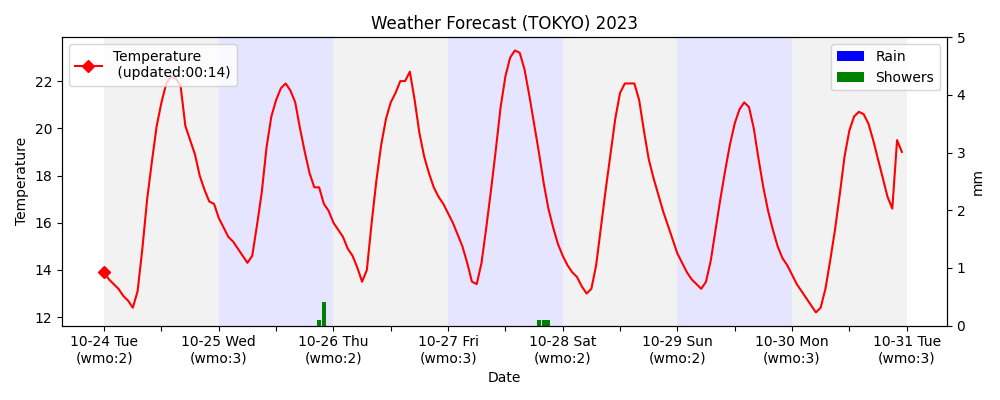 Weather Forecast (TOKYO) 2023
Temperature
(updated:00:14)
Rain
Showers
Temperature
22
20
18
16
14
12
5
4
3
2
1
0
mm
10-24 Tue
(wmo:2)
10-25 Wed
(wmo:3)
10-26 Thu
(wmo:2)
10-27 Fri
(wmo:3)
10-28 Sat
(wmo:2)
10-29 Sun
(wmo:2)
10-30 Mon
(wmo:3)
10-31 Tue
(wmo:3)
Date